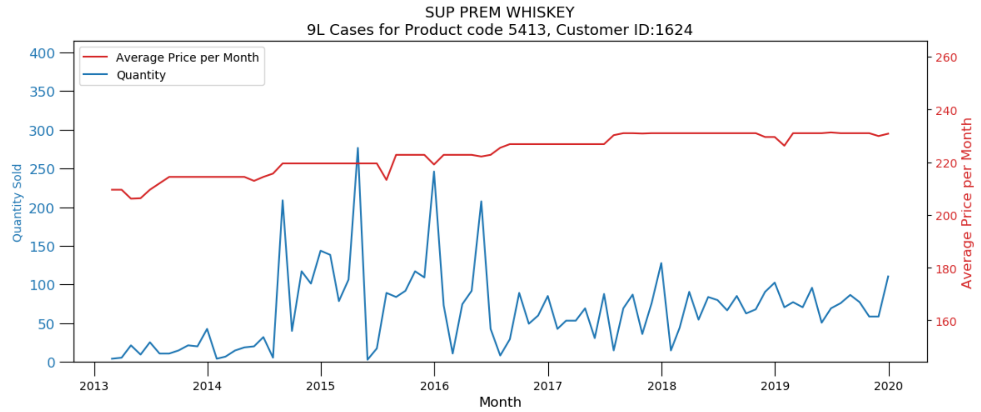 SUP PREM WHISKEY
9L Cases for Product code 5413, Customer ID:1624
Average Price per Month
Quantity
Quantity Sold
400
350
300
250
200
150
100
50
0
260
240
220
200
180
160
Average Price per Month
2013 2014 2015 2016 2017 2018 2019 2020
Month